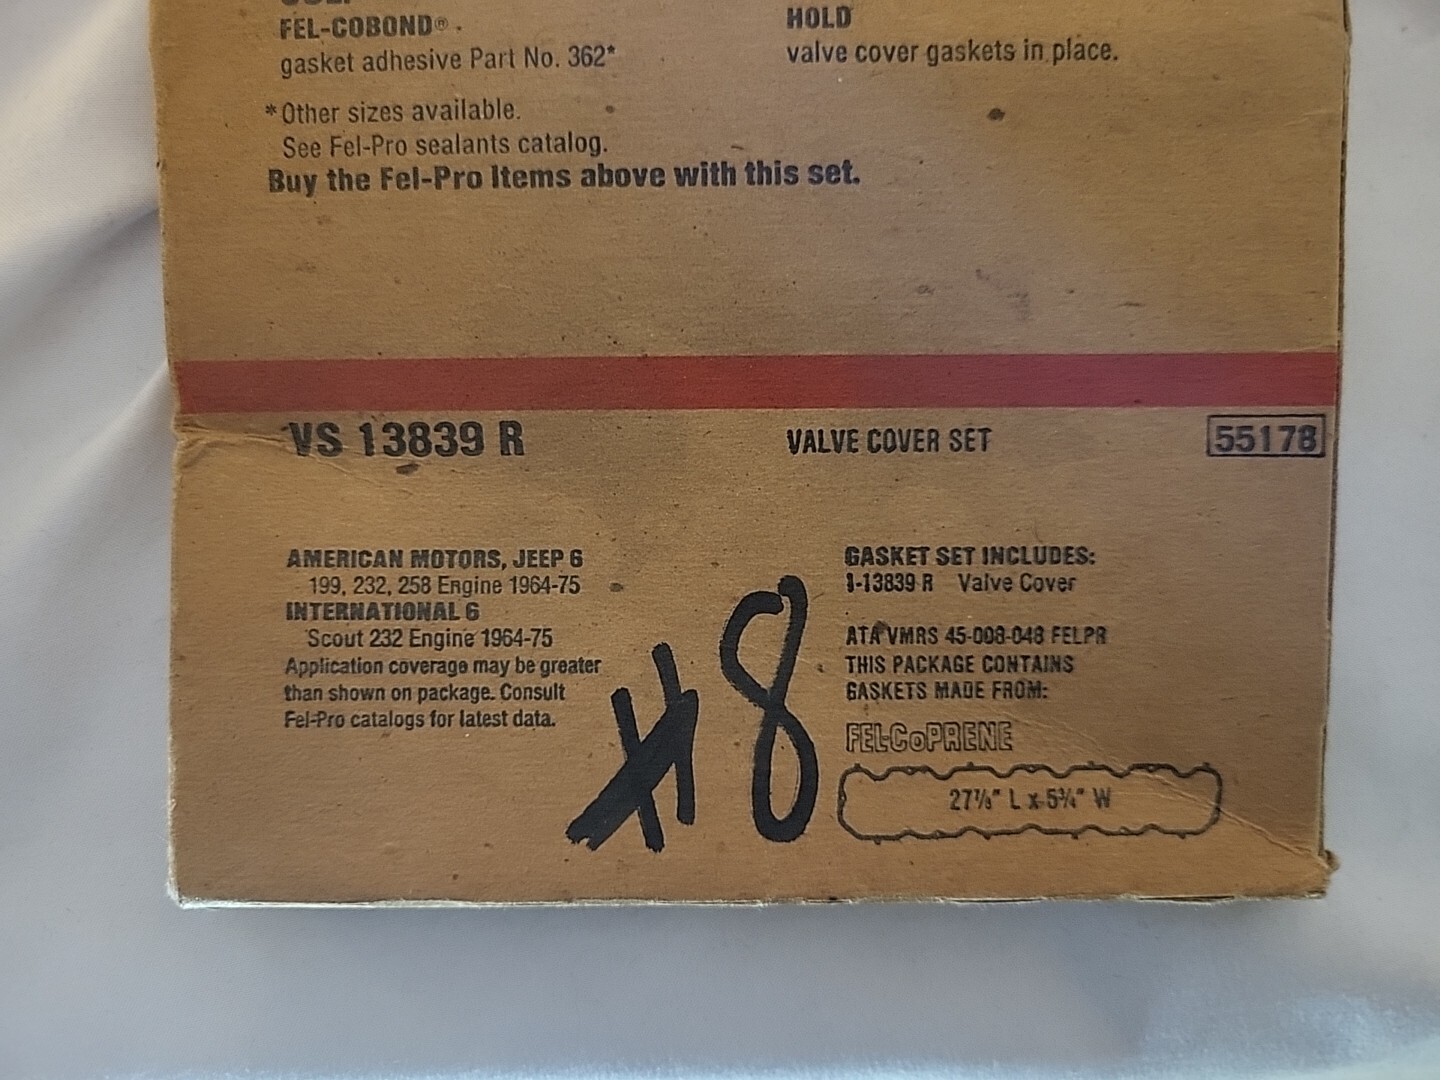 FEL-COBOND®
gasket adhesive Part No. 362*
HOLD
valve cover gaskets in place.
*Other sizes available.
See Fel-Pro sealants catalog.
Buy the Fel-Pro Items above with this set.
VS 13839 R
VALVE COVER SET
55178
AMERICAN MOTORS, JEEP 6
199, 232, 258 Engine 1964-75
INTERNATIONAL 6
Scout 232 Engine 1964-75
Application coverage may be greater
than shown on package. Consult
Fel-Pro catalogs for latest data.
#8
GASKET SET INCLUDES:
1-13839 R Valve Cover
ATA VMRS 45-008-048 FELPR
THIS PACKAGE CONTAINS
GASKETS MADE FROM:
FEL-CoPRENE
27⅞" L x 5¾" W